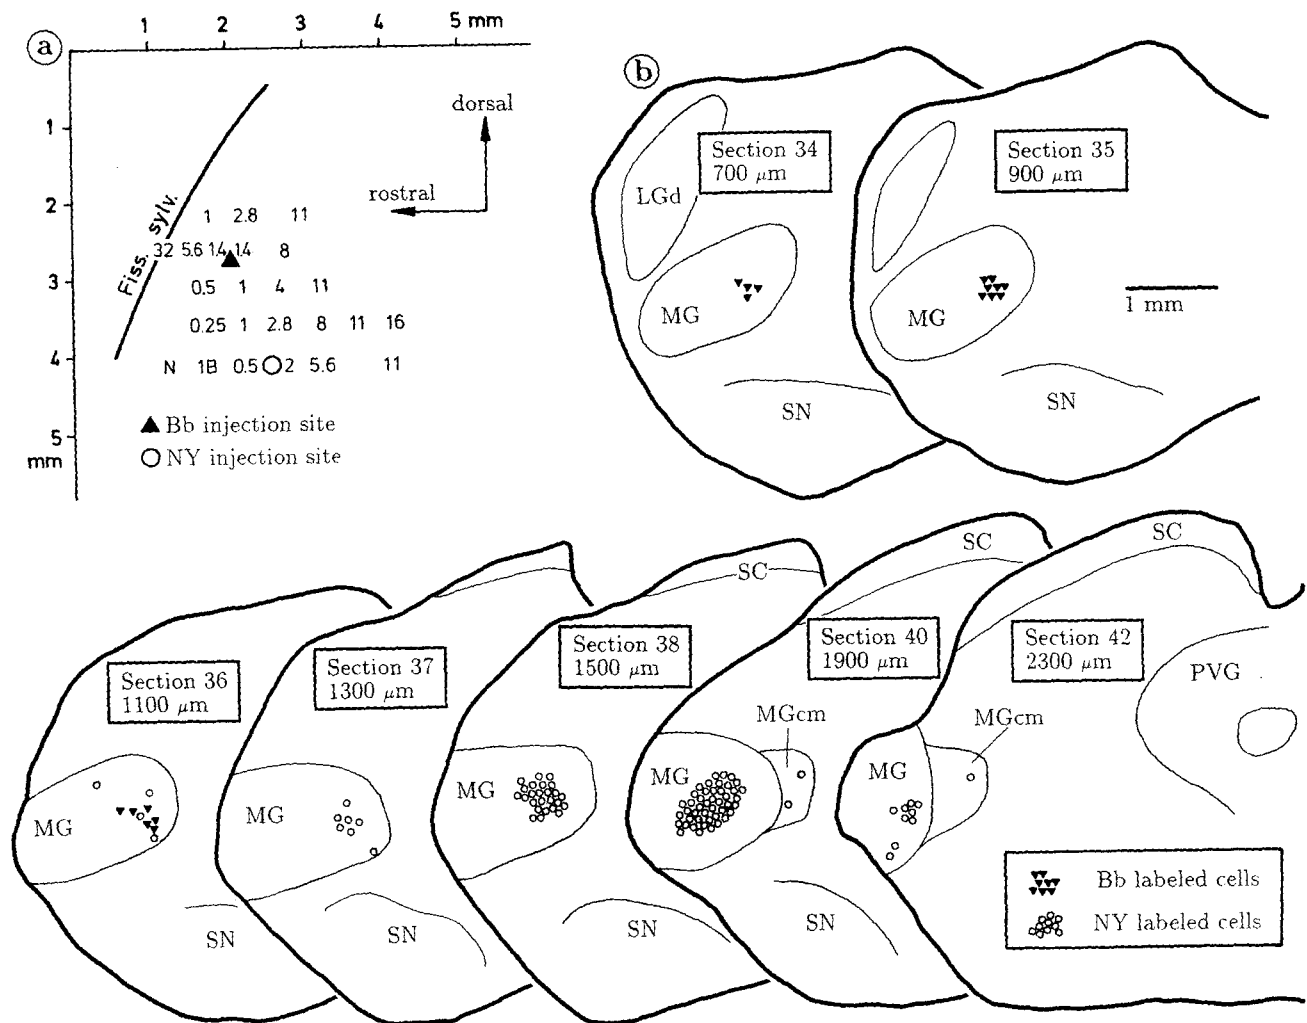 a
1 2 3 4 5 mm
1
2
3
4
5
mm
Fiss. sylv.
dorsal
rostral
1 2.8 11
32 5.6 1.4 1.4 8
0.5 1 4 11
0.25 1 2.8 8 11 16
N 1B 0.5 2 5.6 11
Bb injection site
NY injection site
b
Section 34
700 µm
LGd
MG
SN
Section 35
900 µm
MG
SN
1 mm
Section 36
1100 µm
MG
SN
Section 37
1300 µm
MG
SN
SC
Section 38
1500 µm
MG
SN
SC
Section 40
1900 µm
MGcm
MG
SN
SC
Section 42
2300 µm
MGcm
MG
PVG
Bb labeled cells
NY labeled cells